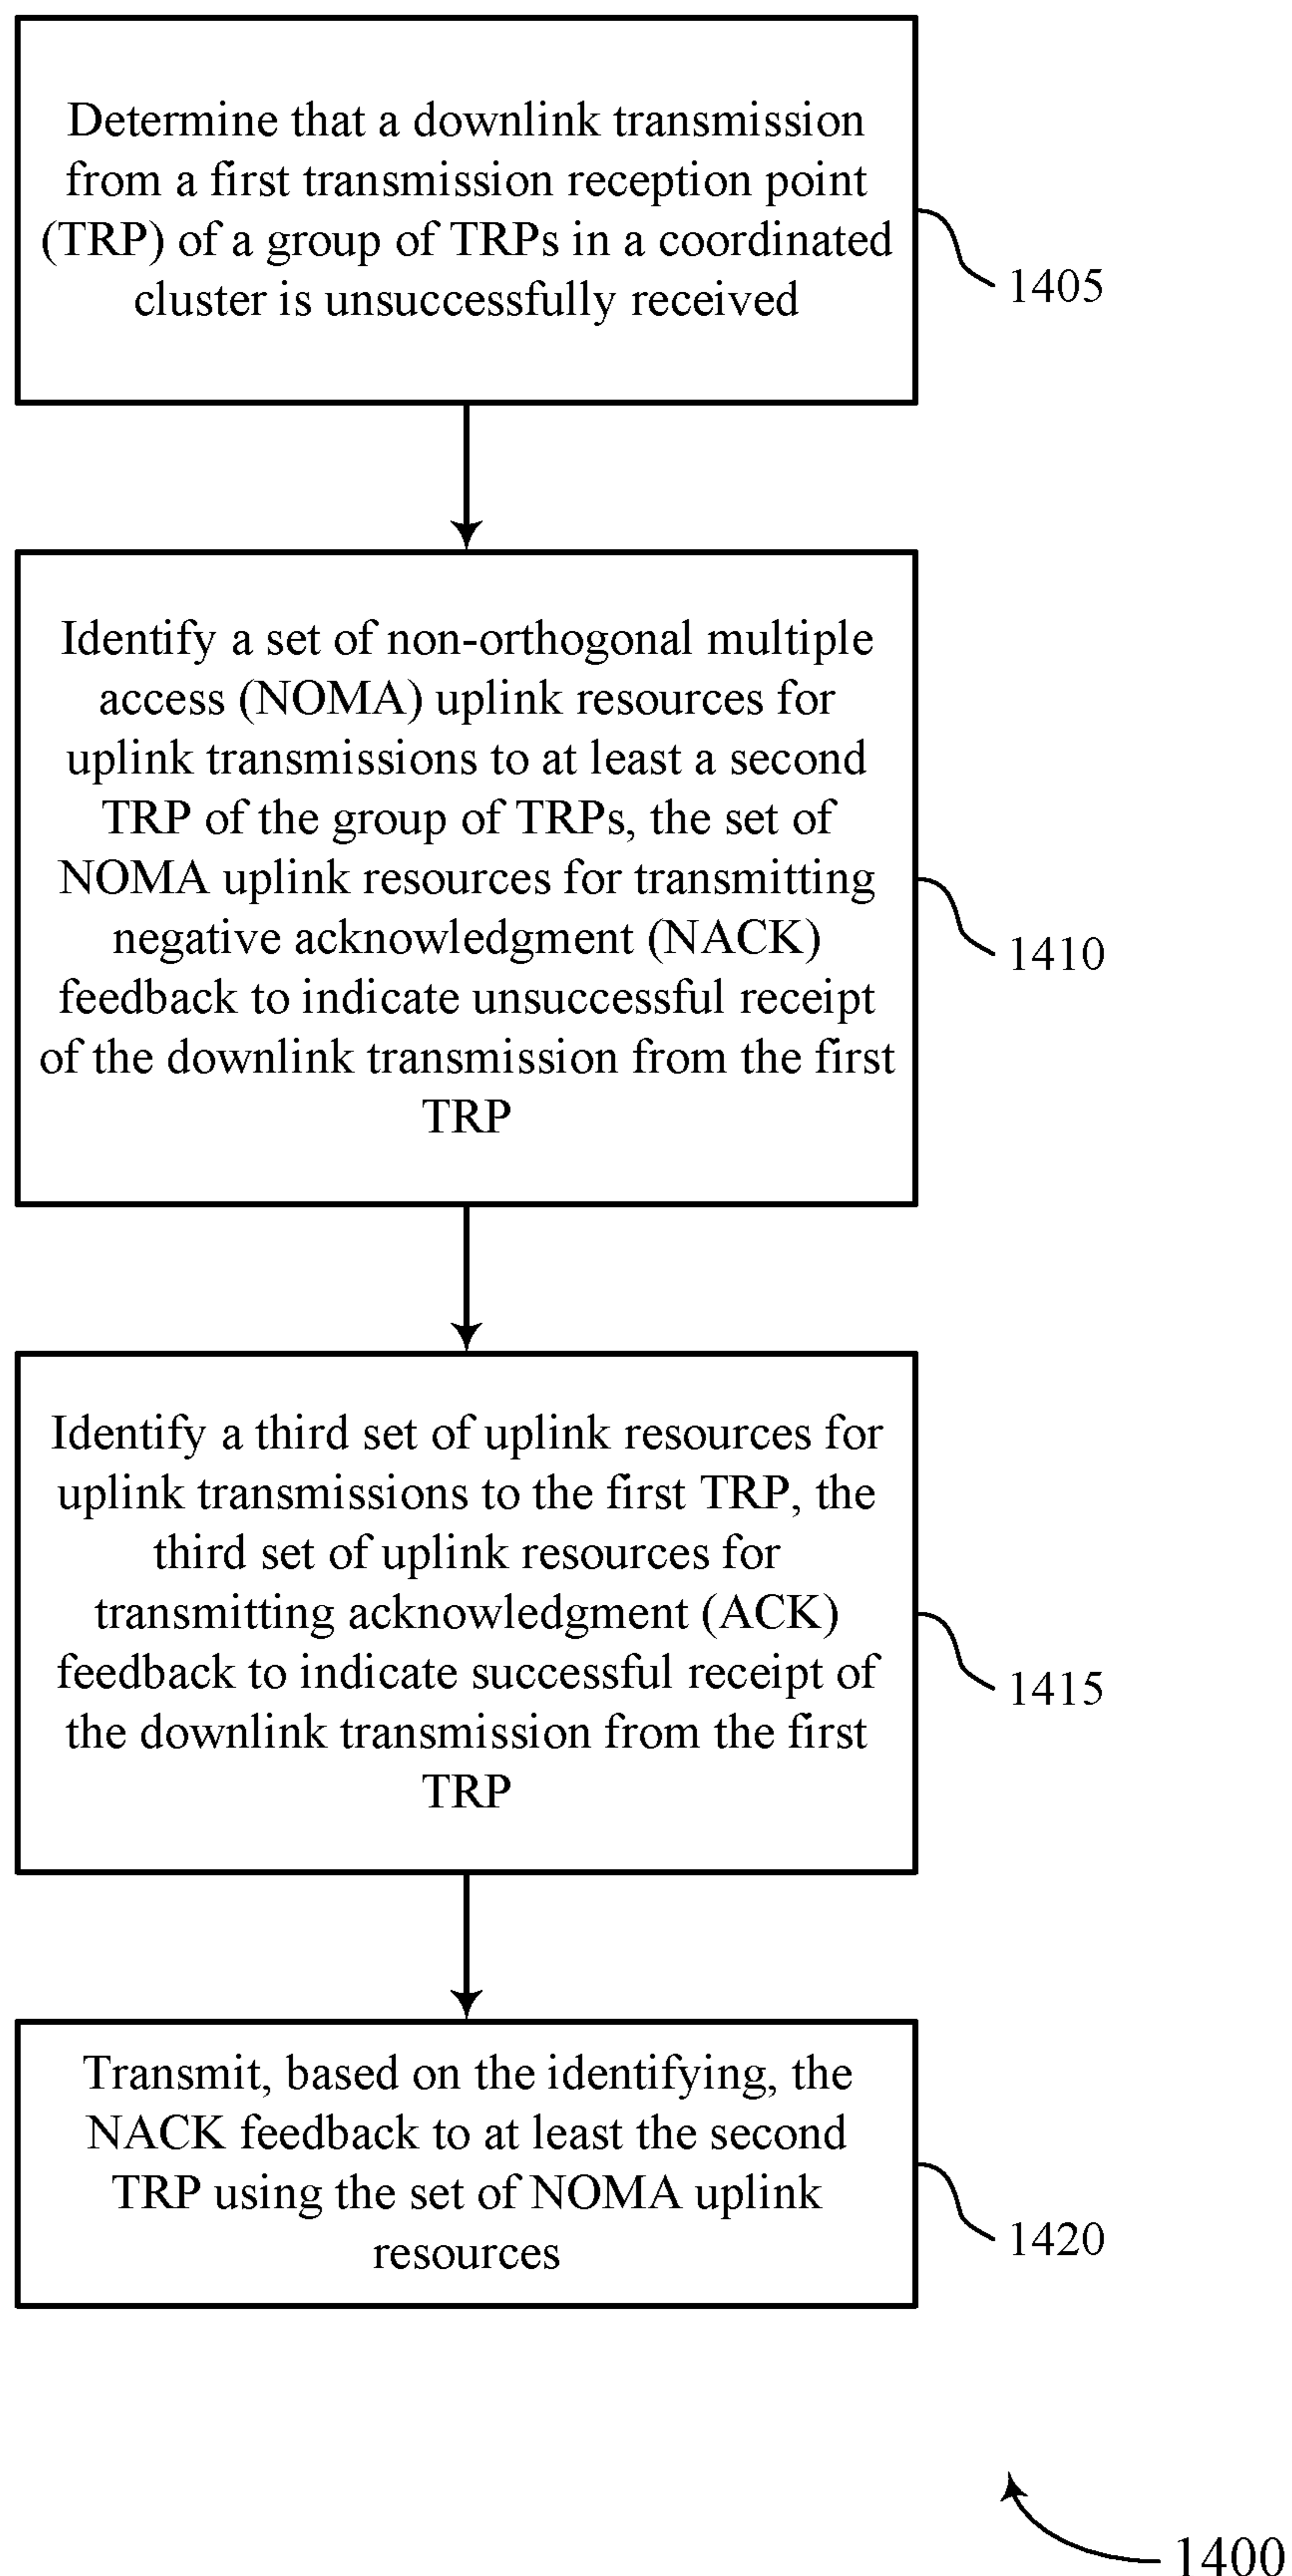 Determine that a downlink transmission
from a first transmission reception point
(TRP) of a group of TRPs in a coordinated
cluster is unsuccessfully received
1405
Identify a set of non-orthogonal multiple
access (NOMA) uplink resources for
uplink transmissions to at least a second
TRP of the group of TRPs, the set of
NOMA uplink resources for transmitting
negative acknowledgment (NACK)
feedback to indicate unsuccessful receipt
of the downlink transmission from the first
TRP
1410
Identify a third set of uplink resources for
uplink transmissions to the first TRP, the
third set of uplink resources for
transmitting acknowledgment (ACK)
feedback to indicate successful receipt of
the downlink transmission from the first
TRP
1415
Transmit, based on the identifying, the
NACK feedback to at least the second
TRP using the set of NOMA uplink
resources
1420
1400